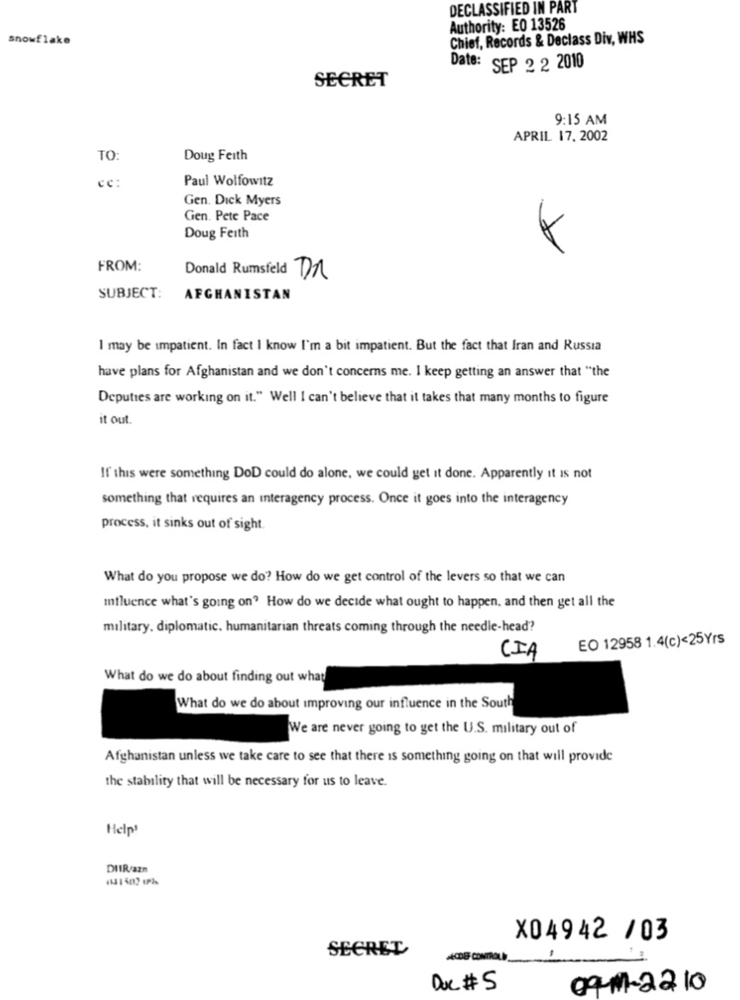 snowflake
DECLASSIFIED IN PART
Authority: EO 13526
Chief, Records & Declass Div, WHS
Date: SEP 22 2010
SECRET
9:15 AM
APRIL 17, 2002
TO: Doug Feith
cc: Paul Wolfowitz
Gen. Dick Myers
Gen. Pete Pace
Doug Feith
FROM: Donald Rumsfeld
SUBJECT: AFGHANISTAN
I may be impatient. In fact I know I'm a bit impatient. But the fact that Iran and Russia
have plans for Afghanistan and we don't concerns me. I keep getting an answer that "the
Deputies are working on it." Well I can't believe that it takes that many months to figure
it out.
If this were something DoD could do alone, we could get it done. Apparently it is not
something that requires an interagency process. Once it goes into the interagency
process, it sinks out of sight.
What do you propose we do? How do we get control of the levers so that we can
influence what's going on? How do we decide what ought to happen, and then get all the
military, diplomatic, humanitarian threats coming through the needle-head?
CIA EO 12958 1.4(c)<25Yrs
What do we do about finding out what
What do we do about improving our influence in the South
We are never going to get the U.S. military out of
Afghanistan unless we take care to see that there is something going on that will provide
the stability that will be necessary for us to leave.
Help!
DHR/azn
X04942 /03
SECRET
CONTROL #
Doc # 5 09-M-2210